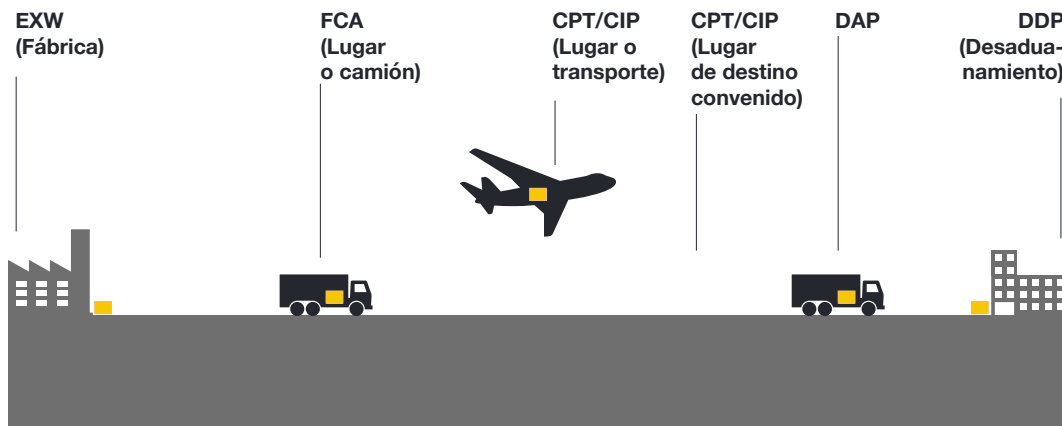 EXW
(Fábrica)
FCA
(Lugar
o camión)
CPT/CIP
(Lugar o
transporte)
CPT/CIP
(Lugar
de destino
convenido)
DAP
DDP
(Desadua-
namiento)